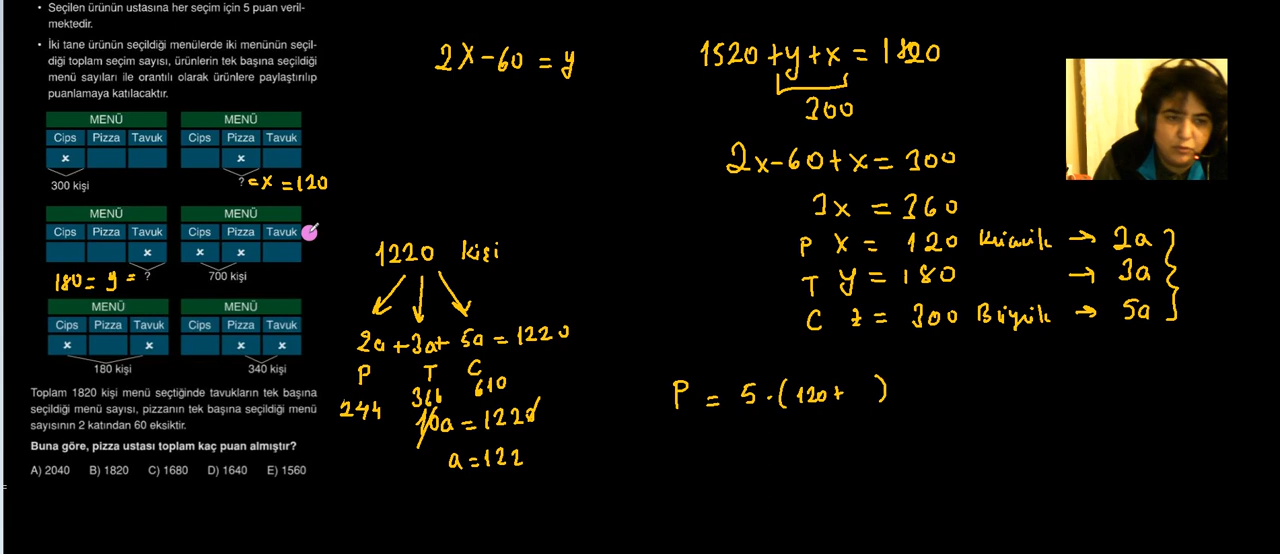 • Seçilen ürünün ustasına her seçim için 5 puan veril-
mektedir.
• İki tane ürünün seçildiği menülerde iki menünün seçil-
diği toplam seçim sayısı, ürünlerin tek başına seçildiği
menü sayıları ile orantılı olarak ürünlere paylaştırılıp
puanlamaya katılacaktır.
MENÜ MENÜ
Cips Pizza Tavuk Cips Pizza Tavuk
x x
300 kişi ? = x = 120
MENÜ MENÜ
Cips Pizza Tavuk Cips Pizza Tavuk
x x x
180 = y = ? 700 kişi
MENÜ MENÜ
Cips Pizza Tavuk Cips Pizza Tavuk
x x x x
180 kişi 340 kişi
Toplam 1820 kişi menü seçtiğinde tavukların tek başına
seçildiği menü sayısı, pizzanın tek başına seçildiği menü
sayısının 2 katından 60 eksiktir.
Buna göre, pizza ustası toplam kaç puan almıştır?
A) 2040 B) 1820 C) 1680 D) 1640 E) 1560
2x-60 = y
1220 kişi
2a+3a+5a=1220
P T C
244 366 610
10a=1220
a=122
1520+y+x=1820
300
2x-60+x=300
3x = 360
P x = 120 Küçük → 2a
T y = 180 → 3a
C z = 300 Büyük → 5a
P = 5.(120+ )